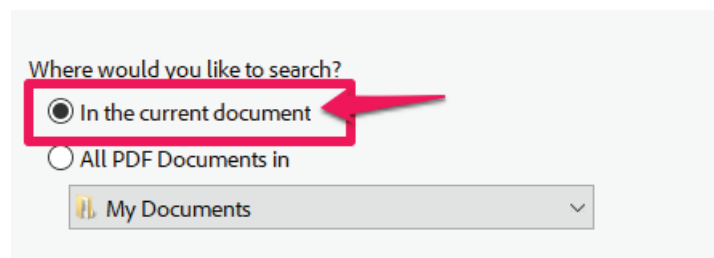 Where would you like to search?
In the current document
All PDF Documents in
My Documents